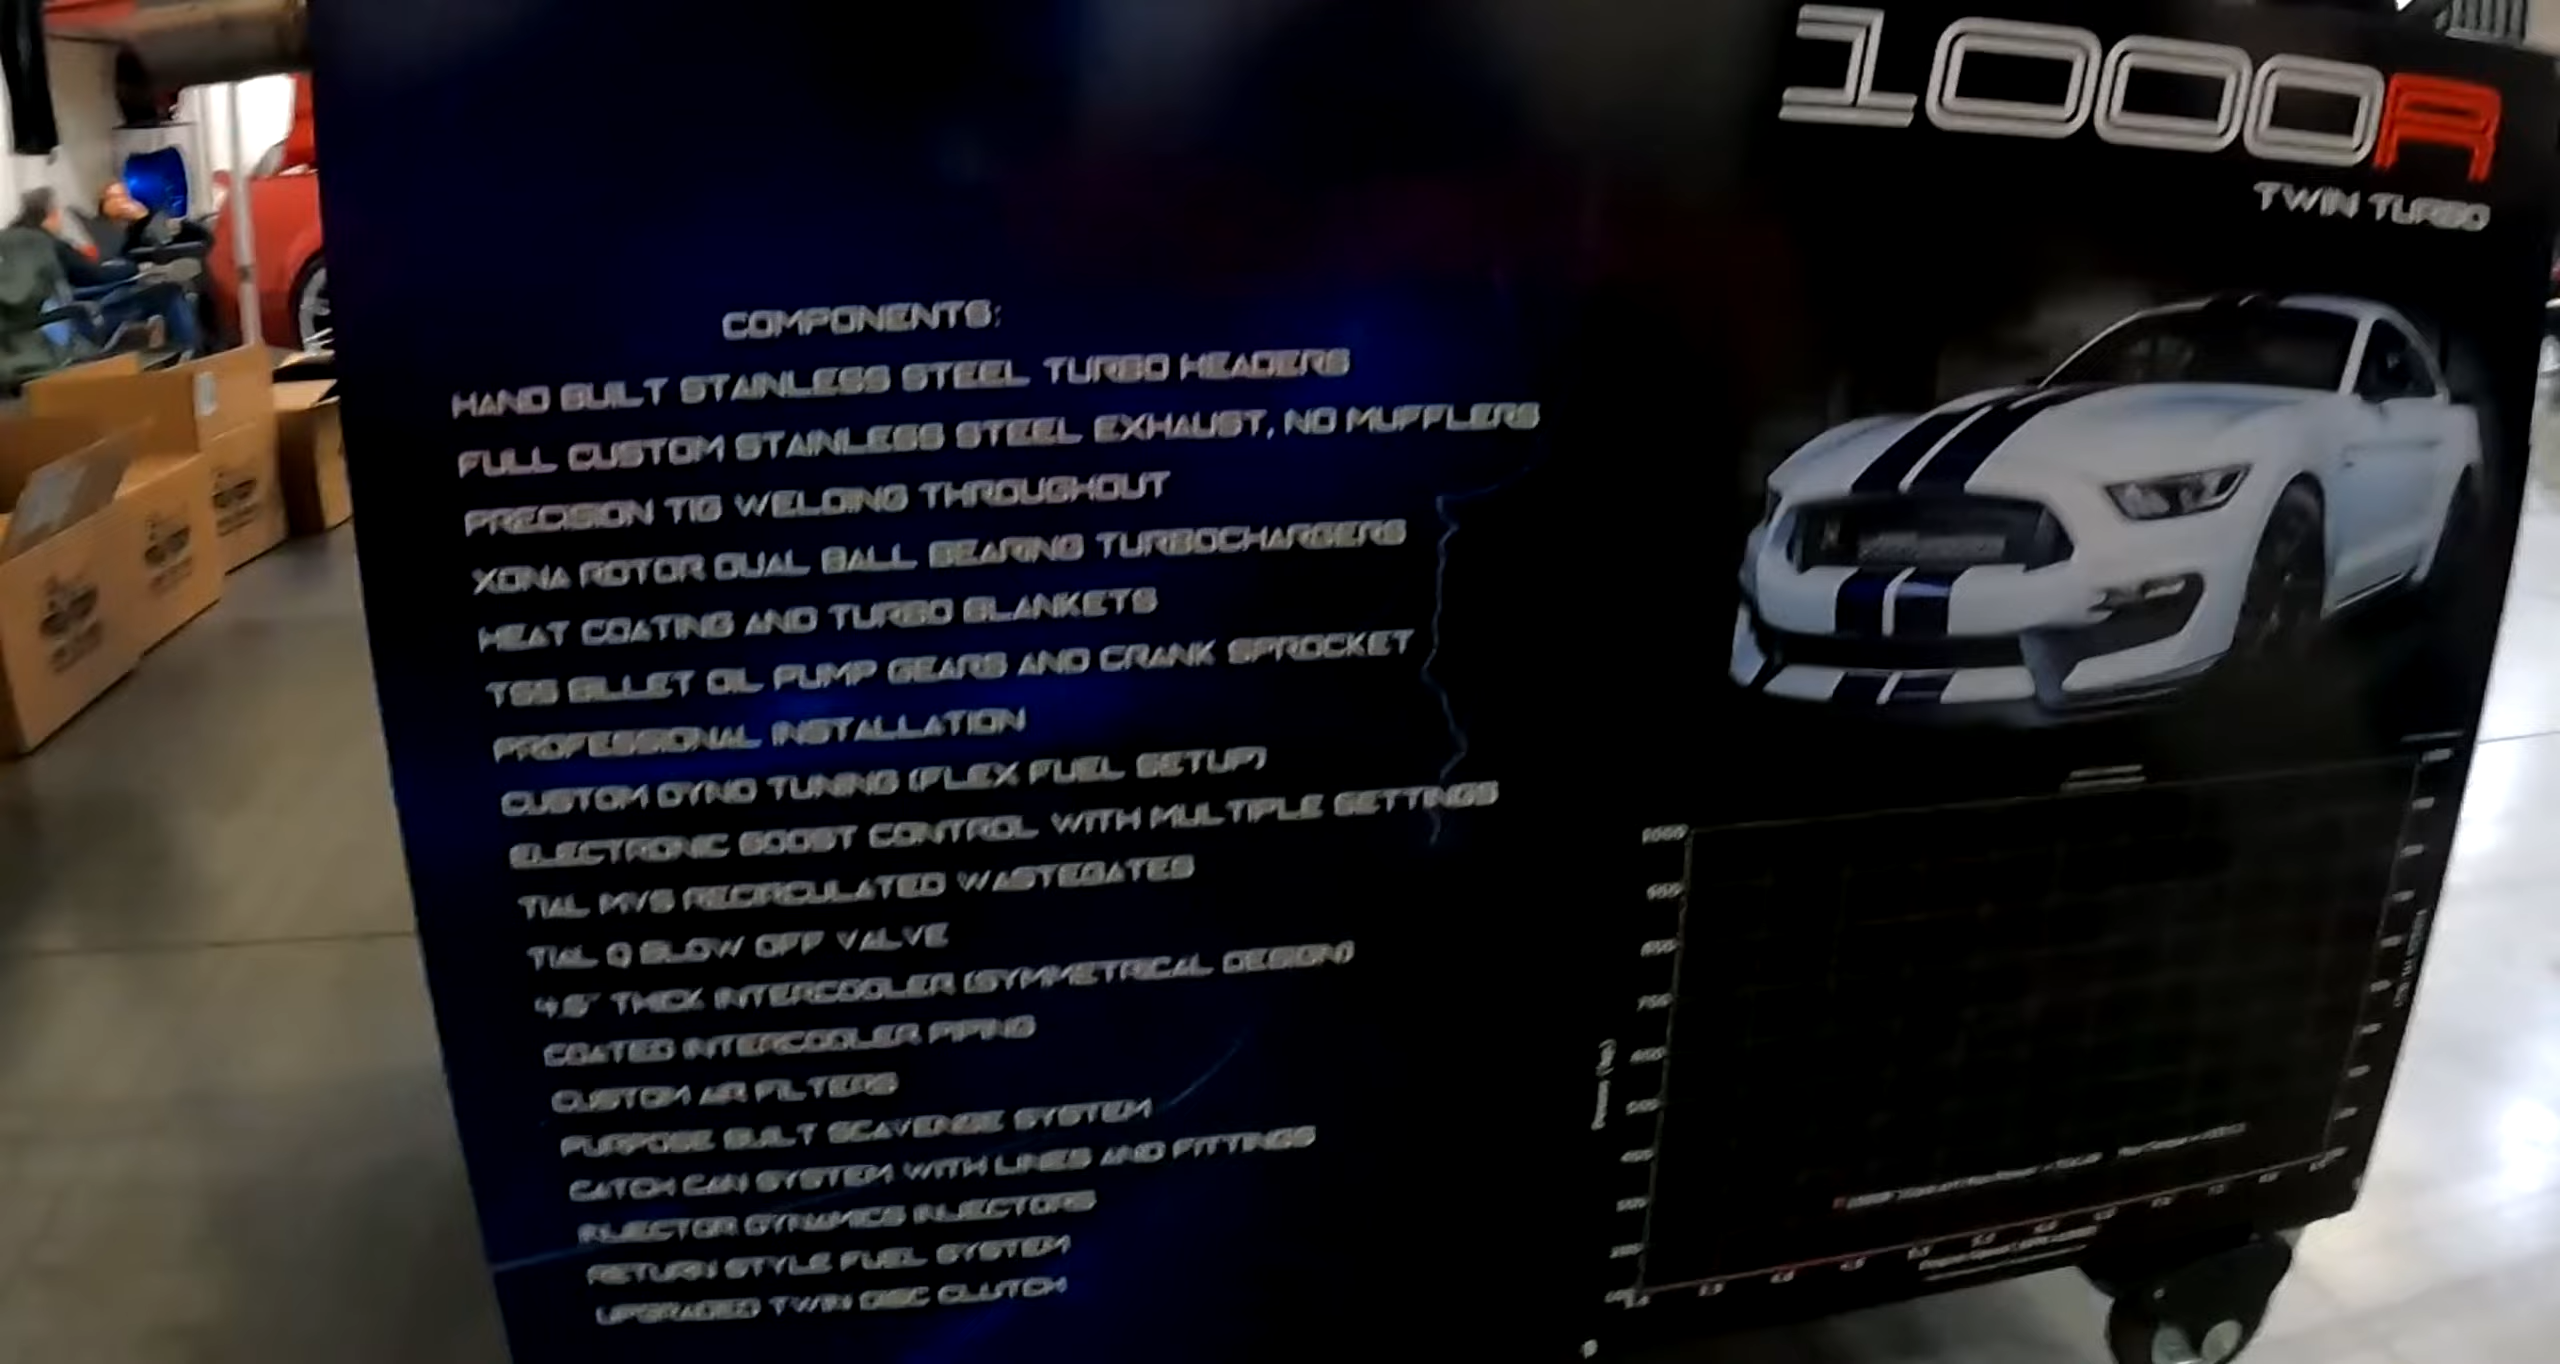 1000R
TWIN TURBO
COMPONENTS:
HAND BUILT STAINLESS STEEL TURBO HEADERS
FULL CUSTOM STAINLESS STEEL EXHAUST, NO MUFFLERS
PRECISION TIG WELDING THROUGHOUT
XONA ROTOR DUAL BALL BEARING TURBOCHARGERS
HEAT COATING AND TURBO BLANKETS
TSS BILLET OIL PUMP GEARS AND CRANK SPROCKET
PROFESSIONAL INSTALLATION
CUSTOM DYNO TUNING (FLEX FUEL SETUP)
ELECTRONIC BOOST CONTROL WITH MULTIPLE SETTINGS
TIAL MVS RECIRCULATED WASTEGATES
TIAL Q BLOW OFF VALVE
4.5" THICK INTERCOOLER (SYMMETRICAL DESIGN)
COATED INTERCOOLER PIPING
CUSTOM AIR FILTERS
PURPOSE BUILT SCAVENGE SYSTEM
CATCH CAN SYSTEM WITH LINES AND FITTINGS
INJECTOR DYNAMICS INJECTORS
RETURN STYLE FUEL SYSTEM
UPGRADED TWIN DISC CLUTCH